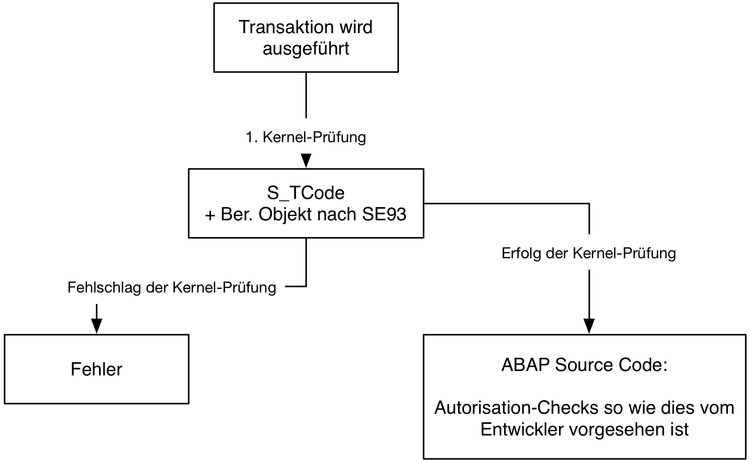 Transaktion wird
ausgeführt
1. Kernel-Prüfung
S_TCode
+ Ber. Objekt nach SE93
Erfolg der Kernel-Prüfung
Fehlschlag der Kernel-Prüfung
Fehler
ABAP Source Code:
Autorisation-Checks so wie dies vom
Entwickler vorgesehen ist